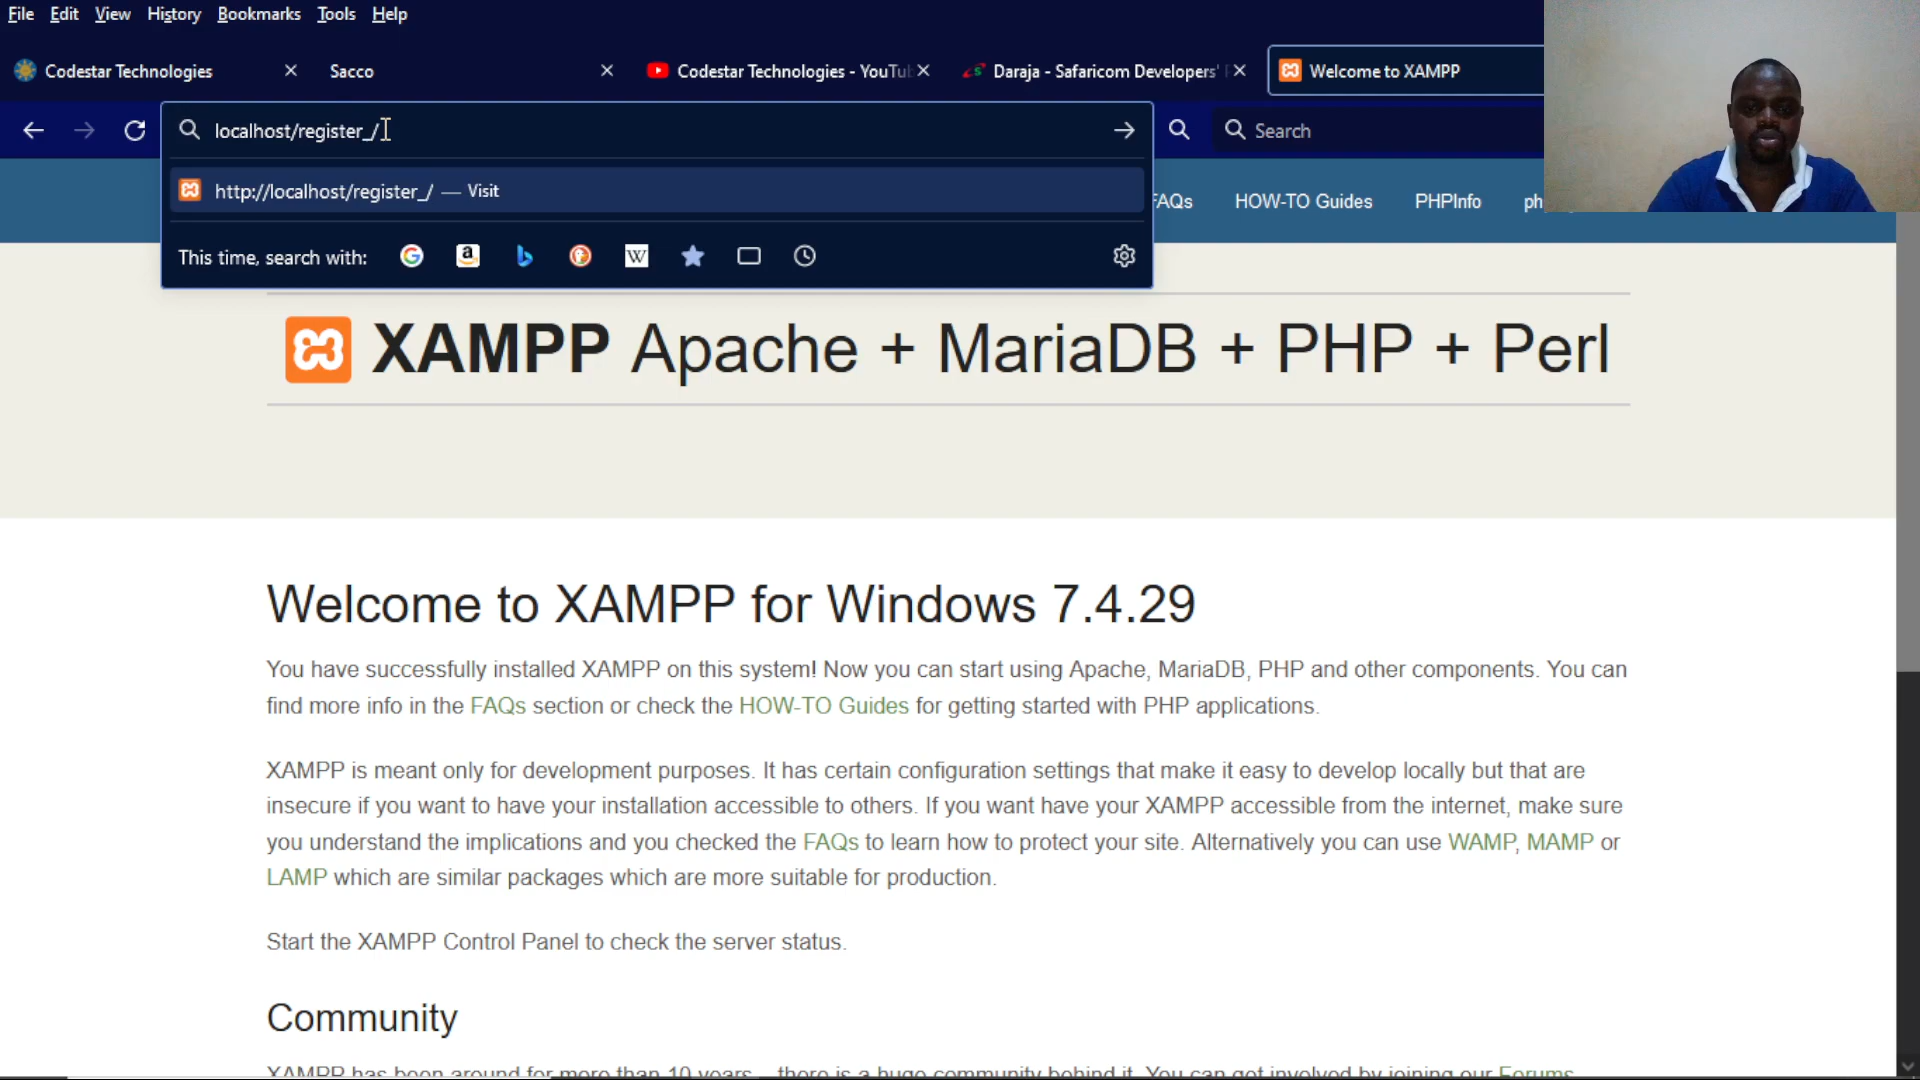 File Edit View History Bookmarks Tools Help
Codestar Technologies
Sacco
Codestar Technologies - YouTu
Daraja - Safaricom Developers'
Welcome to XAMPP
localhost/register_/
Search
http://localhost/register_/ — Visit
FAQs
HOW-TO Guides
PHPInfo
This time, search with:
XAMPP Apache + MariaDB + PHP + Perl
Welcome to XAMPP for Windows 7.4.29
You have successfully installed XAMPP on this system! Now you can start using Apache, MariaDB, PHP and other components. You can
find more info in the FAQs section or check the HOW-TO Guides for getting started with PHP applications.
XAMPP is meant only for development purposes. It has certain configuration settings that make it easy to develop locally but that are
insecure if you want to have your installation accessible to others. If you want have your XAMPP accessible from the internet, make sure
you understand the implications and you checked the FAQs to learn how to protect your site. Alternatively you can use WAMP, MAMP or
LAMP which are similar packages which are more suitable for production.
Start the XAMPP Control Panel to check the server status.
Community
XAMPP has been around for more than 10 years – there is a huge community behind it. You can get involved by joining our Forums